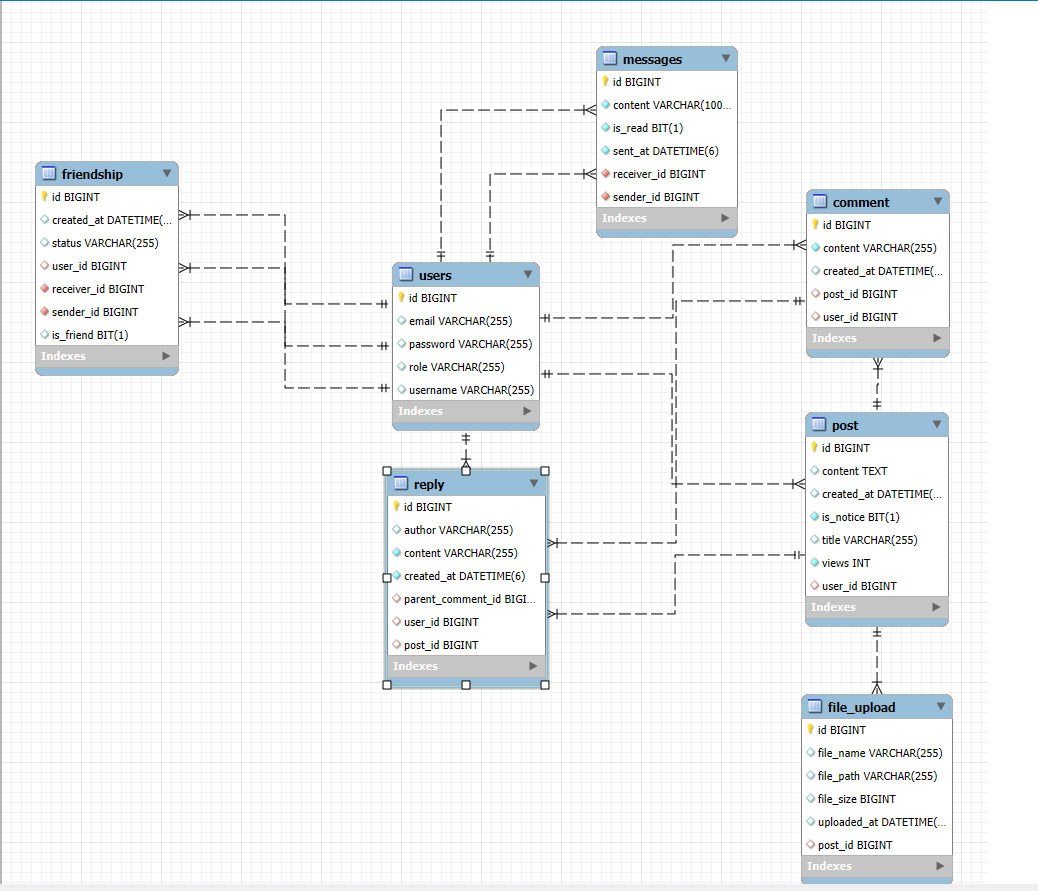 messages
id BIGINT
content VARCHAR(100...
is_read BIT(1)
sent_at DATETIME(6)
receiver_id BIGINT
sender_id BIGINT
Indexes
friendship
id BIGINT
created_at DATETIME(...
status VARCHAR(255)
user_id BIGINT
receiver_id BIGINT
sender_id BIGINT
is_friend BIT(1)
Indexes
comment
id BIGINT
content VARCHAR(255)
created_at DATETIME(...
post_id BIGINT
user_id BIGINT
Indexes
users
id BIGINT
email VARCHAR(255)
password VARCHAR(255)
role VARCHAR(255)
username VARCHAR(255)
Indexes
post
id BIGINT
content TEXT
created_at DATETIME(...
is_notice BIT(1)
title VARCHAR(255)
views INT
user_id BIGINT
Indexes
reply
id BIGINT
author VARCHAR(255)
content VARCHAR(255)
created_at DATETIME(6)
parent_comment_id BIGI...
user_id BIGINT
post_id BIGINT
Indexes
file_upload
id BIGINT
file_name VARCHAR(255)
file_path VARCHAR(255)
file_size BIGINT
uploaded_at DATETIME(...
post_id BIGINT
Indexes